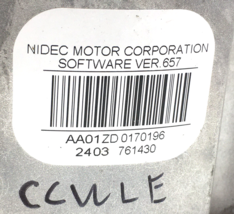 NIDEC MOTOR CORPORATION
SOFTWARE VER.657
AA01ZD 0170196
2403 761430
CCWLE